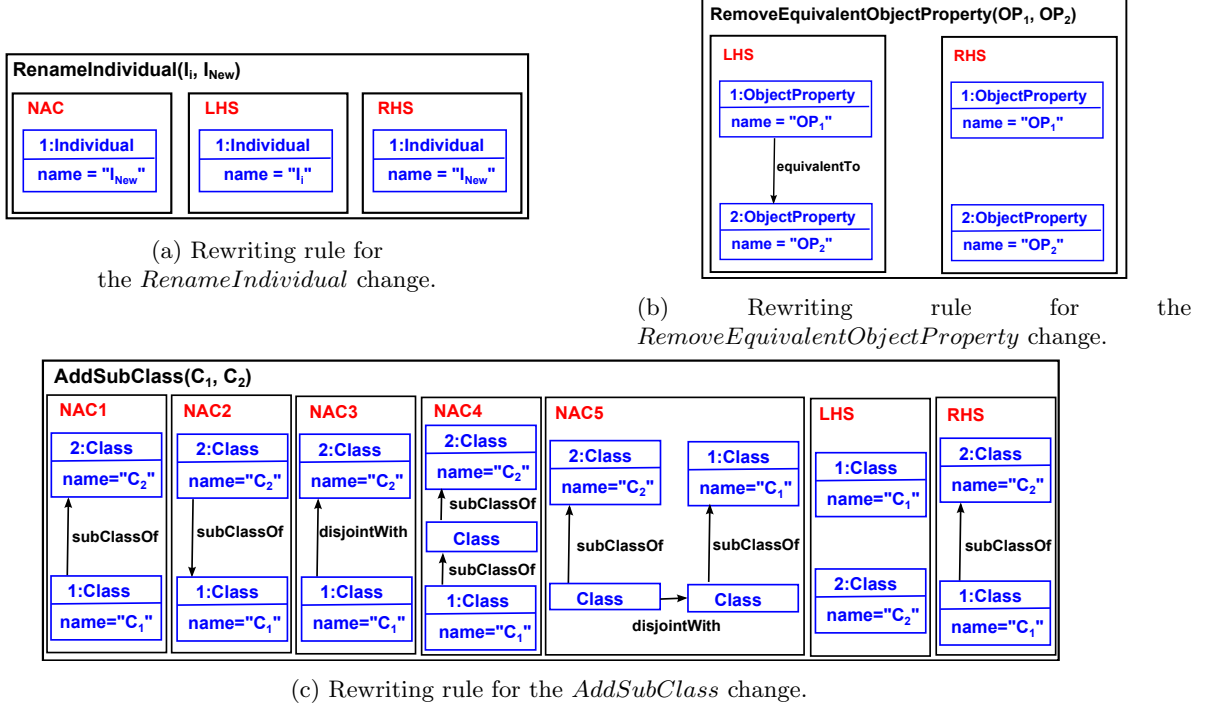 RenameIndividual(Iᵢ, I_New)
NAC
1:Individual
name = "I_New"
LHS
1:Individual
name = "Iᵢ"
RHS
1:Individual
name = "I_New"
(a) Rewriting rule for
the RenameIndividual change.
RemoveEquivalentObjectProperty(OP₁, OP₂)
LHS
1:ObjectProperty
name = "OP₁"
equivalentTo
2:ObjectProperty
name = "OP₂"
RHS
1:ObjectProperty
name = "OP₁"
2:ObjectProperty
name = "OP₂"
(b) Rewriting rule for the
RemoveEquivalentObjectProperty change.
AddSubClass(C₁, C₂)
NAC1
2:Class
name="C₂"
subClassOf
1:Class
name="C₁"
NAC2
2:Class
name="C₂"
subClassOf
1:Class
name="C₁"
NAC3
2:Class
name="C₂"
disjointWith
1:Class
name="C₁"
NAC4
2:Class
name="C₂"
subClassOf
Class
subClassOf
1:Class
name="C₁"
NAC5
2:Class
name="C₂"
subClassOf
Class
1:Class
name="C₁"
subClassOf
Class
disjointWith
LHS
1:Class
name="C₁"
2:Class
name="C₂"
RHS
2:Class
name="C₂"
subClassOf
1:Class
name="C₁"
(c) Rewriting rule for the AddSubClass change.